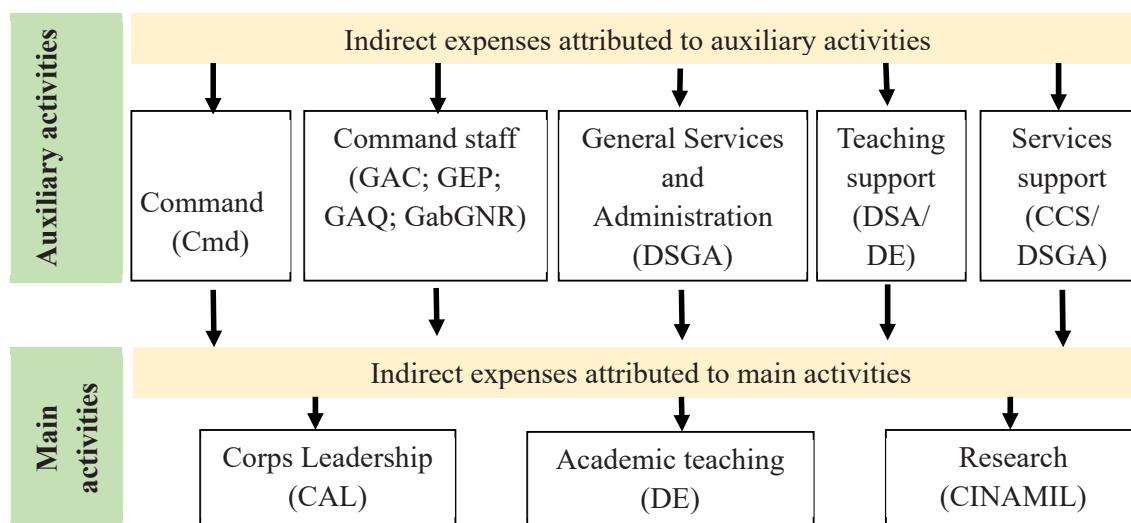 Auxiliary activities
Indirect expenses attributed to auxiliary activities
Command
(Cmd)
Command staff
(GAC; GEP;
GAQ; GabGNR)
General Services
and
Administration
(DSGA)
Teaching
support
(DSA/
DE)
Services
support
(CCS/
DSGA)
Main
activities
Indirect expenses attributed to main activities
Corps Leadership
(CAL)
Academic teaching
(DE)
Research
(CINAMIL)